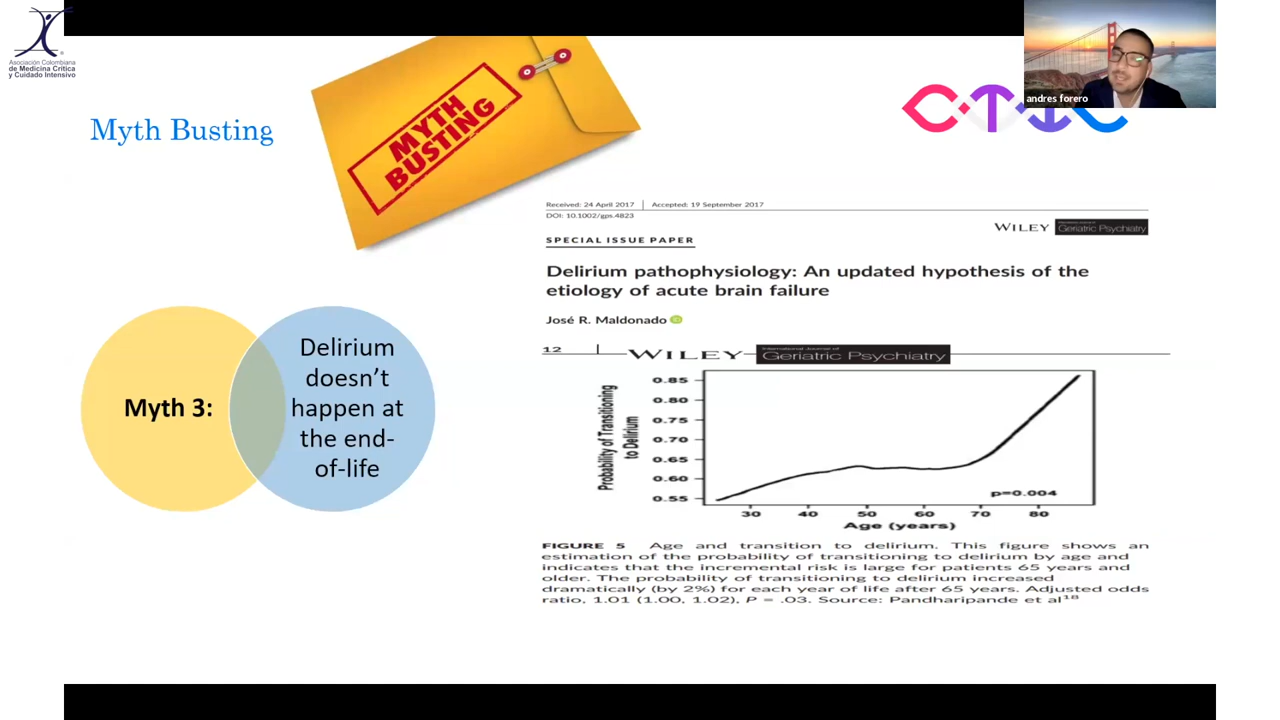 Asociación Colombiana
de Medicina Crítica
y Cuidado Intensivo
andres forero
CTIC
Myth Busting
MYTH
BUSTING
Received: 24 April 2017 | Accepted: 19 September 2017
DOI: 10.1002/gps.4823
WILEY Geriatric Psychiatry
SPECIAL ISSUE PAPER
Delirium pathophysiology: An updated hypothesis of the
etiology of acute brain failure
José R. Maldonado iD
12 | WILEY International Journal of Geriatric Psychiatry
Myth 3:
Delirium
doesn't
happen at
the end-
of-life
Probability of Transitioning
to Delirium
0.85
0.80
0.75
0.70
0.65
0.60
0.55
p=0.004
30 40 50 60 70 80
Age (years)
FIGURE 5 Age and transition to delirium. This figure shows an
estimation of the probability of transitioning to delirium by age and
indicates that the incremental risk is large for patients 65 years and
older. The probability of transitioning to delirium increased
dramatically (by 2%) for each year of life after 65 years. Adjusted odds
ratio, 1.01 (1.00, 1.02), P = .03. Source: Pandharipande et al18